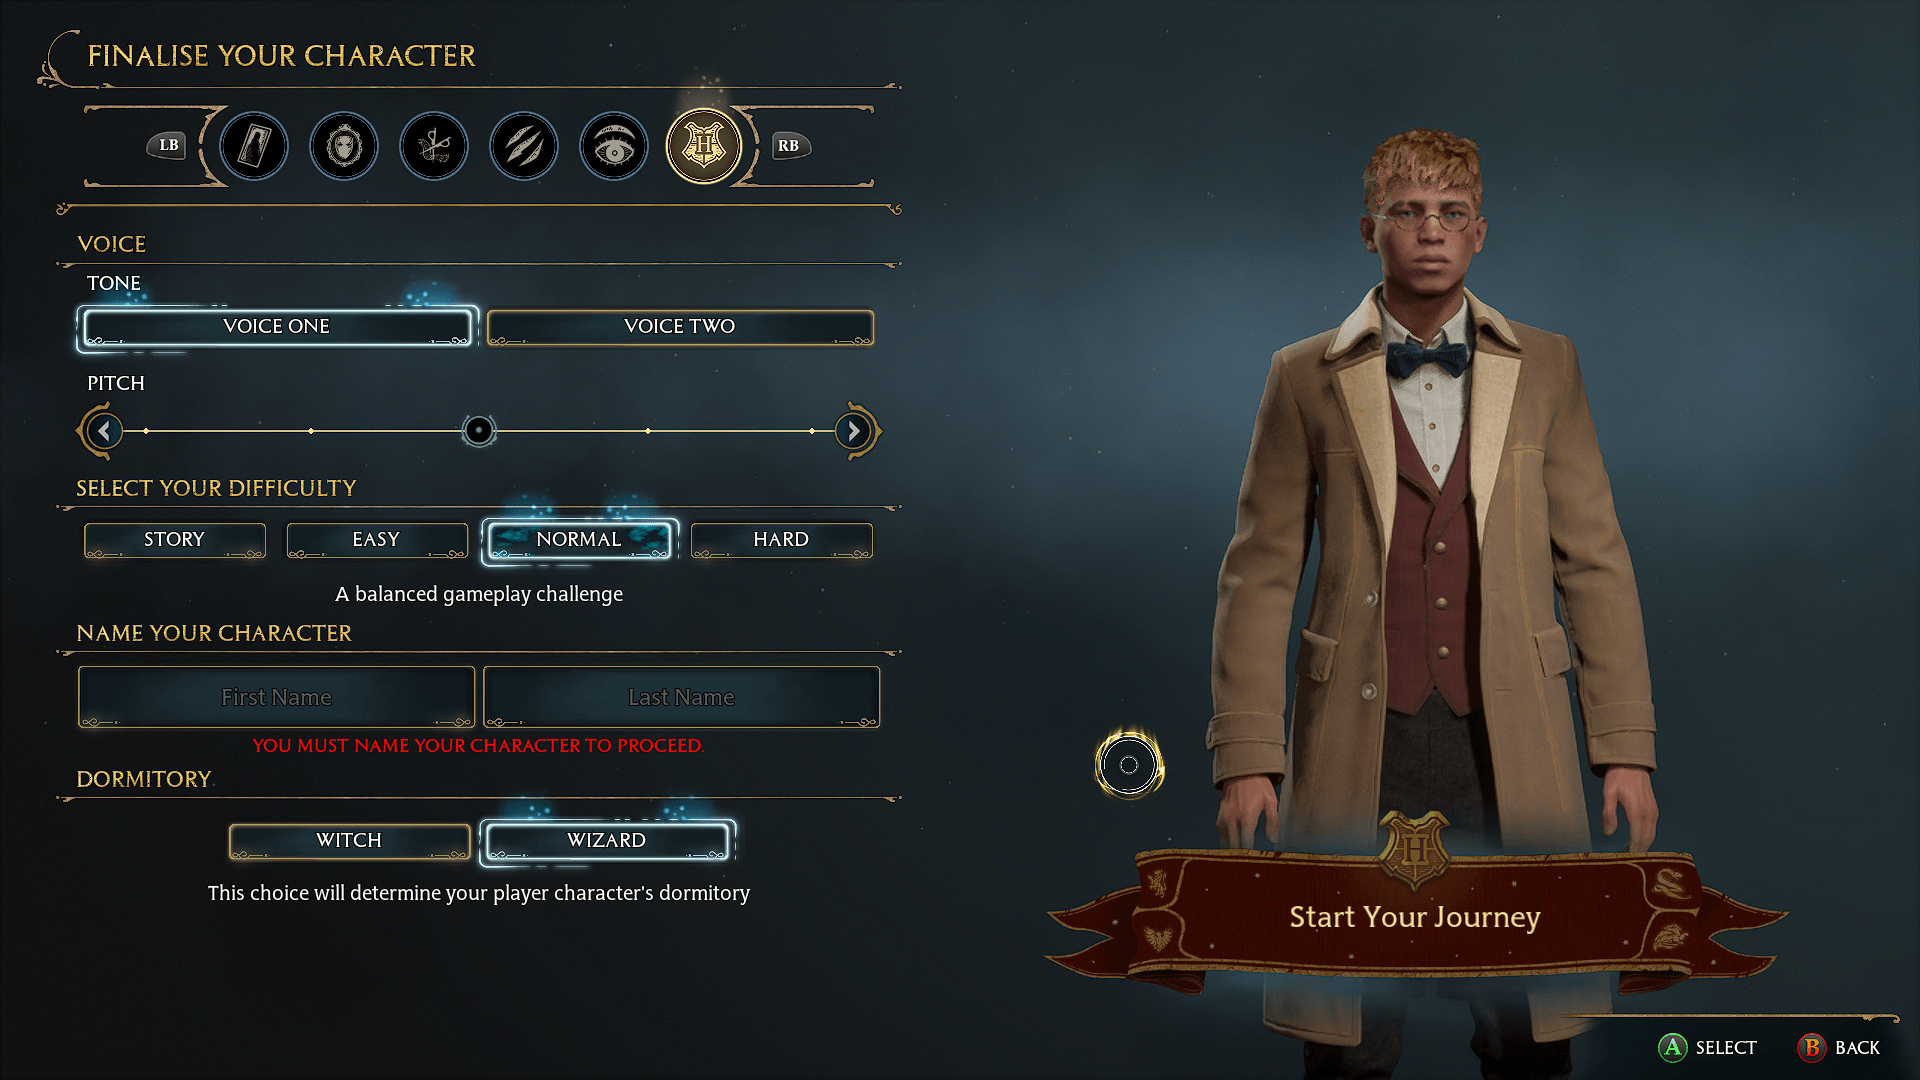 FINALISE YOUR CHARACTER
LB
H
RB
VOICE
TONE
VOICE ONE
VOICE TWO
PITCH
SELECT YOUR DIFFICULTY
STORY
EASY
NORMAL
HARD
A balanced gameplay challenge
NAME YOUR CHARACTER
First Name
Last Name
YOU MUST NAME YOUR CHARACTER TO PROCEED.
DORMITORY
WITCH
WIZARD
This choice will determine your player character's dormitory
H
Start Your Journey
A SELECT
B BACK